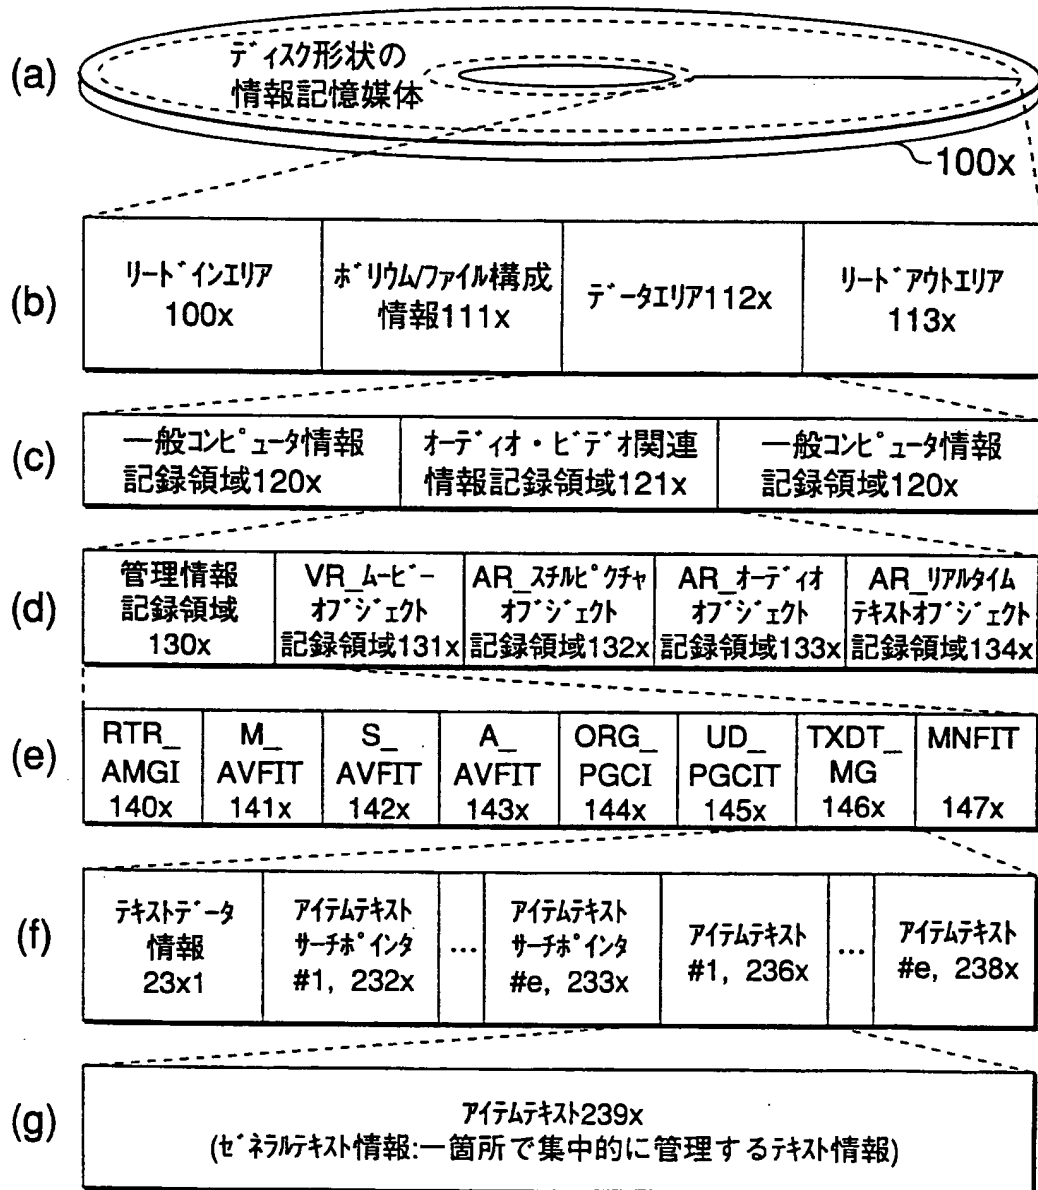 (a)
ディスク形状の
情報記憶媒体
100x
(b)
リードインエリア
100x
ボリウム/ファイル構成
情報111x
データエリア112x
リードアウトエリア
113x
(c)
一般コンピュータ情報
記録領域120x
オーディオ・ビデオ関連
情報記録領域121x
一般コンピュータ情報
記録領域120x
(d)
管理情報
記録領域
130x
VR_ムービー
オブジェクト
記録領域131x
AR_スチルピクチャ
オブジェクト
記録領域132x
AR_オーディオ
オブジェクト
記録領域133x
AR_リアルタイム
テキストオブジェクト
記録領域134x
(e)
RTR_
AMGI
140x
M_
AVFIT
141x
S_
AVFIT
142x
A_
AVFIT
143x
ORG_
PGCI
144x
UD_
PGCIT
145x
TXDT_
MG
146x
MNFIT
147x
(f)
テキストデータ
情報
23x1
アイテムテキスト
サーチポインタ
#1, 232x
...
アイテムテキスト
サーチポインタ
#e, 233x
アイテムテキスト
#1, 236x
...
アイテムテキスト
#e, 238x
(g)
アイテムテキスト239x
(ゼネラルテキスト情報:一箇所で集中的に管理するテキスト情報)